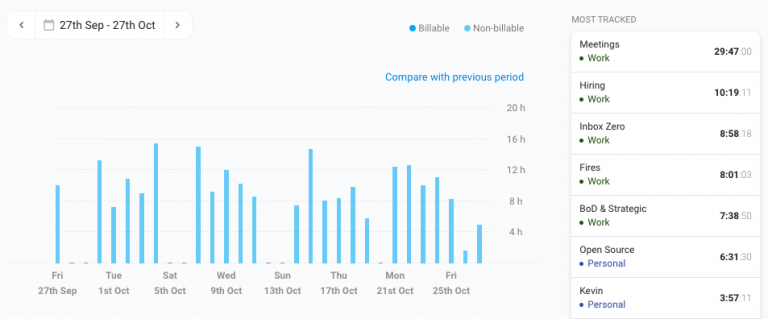 27th Sep - 27th Oct
Billable
Non-billable
Compare with previous period
20 h
16 h
12 h
8 h
4 h
Fri
Tue
Sat
Wed
Sun
Thu
Mon
Fri
27th Sep
1st Oct
5th Oct
9th Oct
13th Oct
17th Oct
21st Oct
25th Oct
MOST TRACKED
Meetings
Work
29:47:00
Hiring
Work
10:19:11
Inbox Zero
Work
8:58:18
Fires
Work
8:01:03
BoD & Strategic
Work
7:38:50
Open Source
Personal
6:31:30
Kevin
Personal
3:57:11